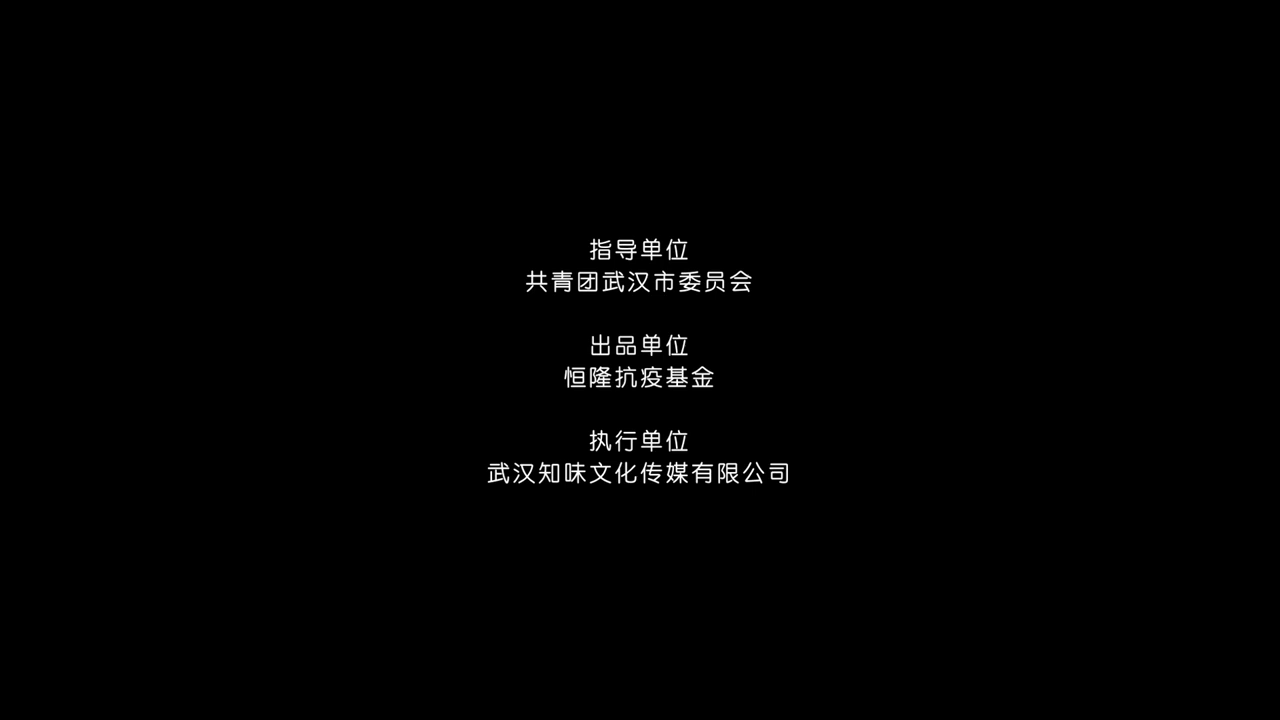 指导单位
共青团武汉市委员会
出品单位
恒隆抗疫基金
执行单位
武汉知味文化传媒有限公司